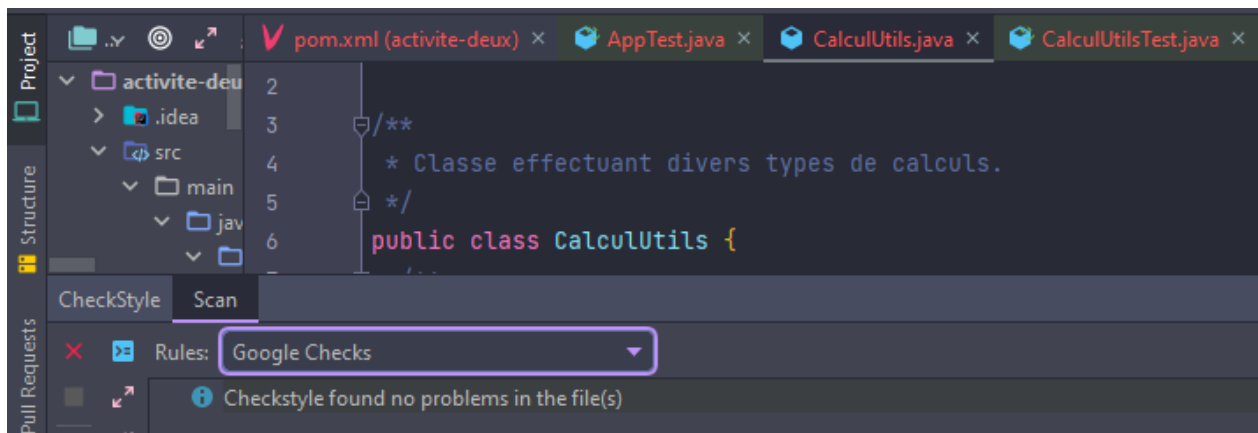 Project
Structure
Pull Requests
pom.xml (activite-deux)
AppTest.java
CalculUtils.java
CalculUtilsTest.java
activite-deu
.idea
src
main
jav
2
3 /**
4 * Classe effectuant divers types de calculs.
5 */
6 public class CalculUtils {
CheckStyle Scan
Rules: Google Checks
Checkstyle found no problems in the file(s)